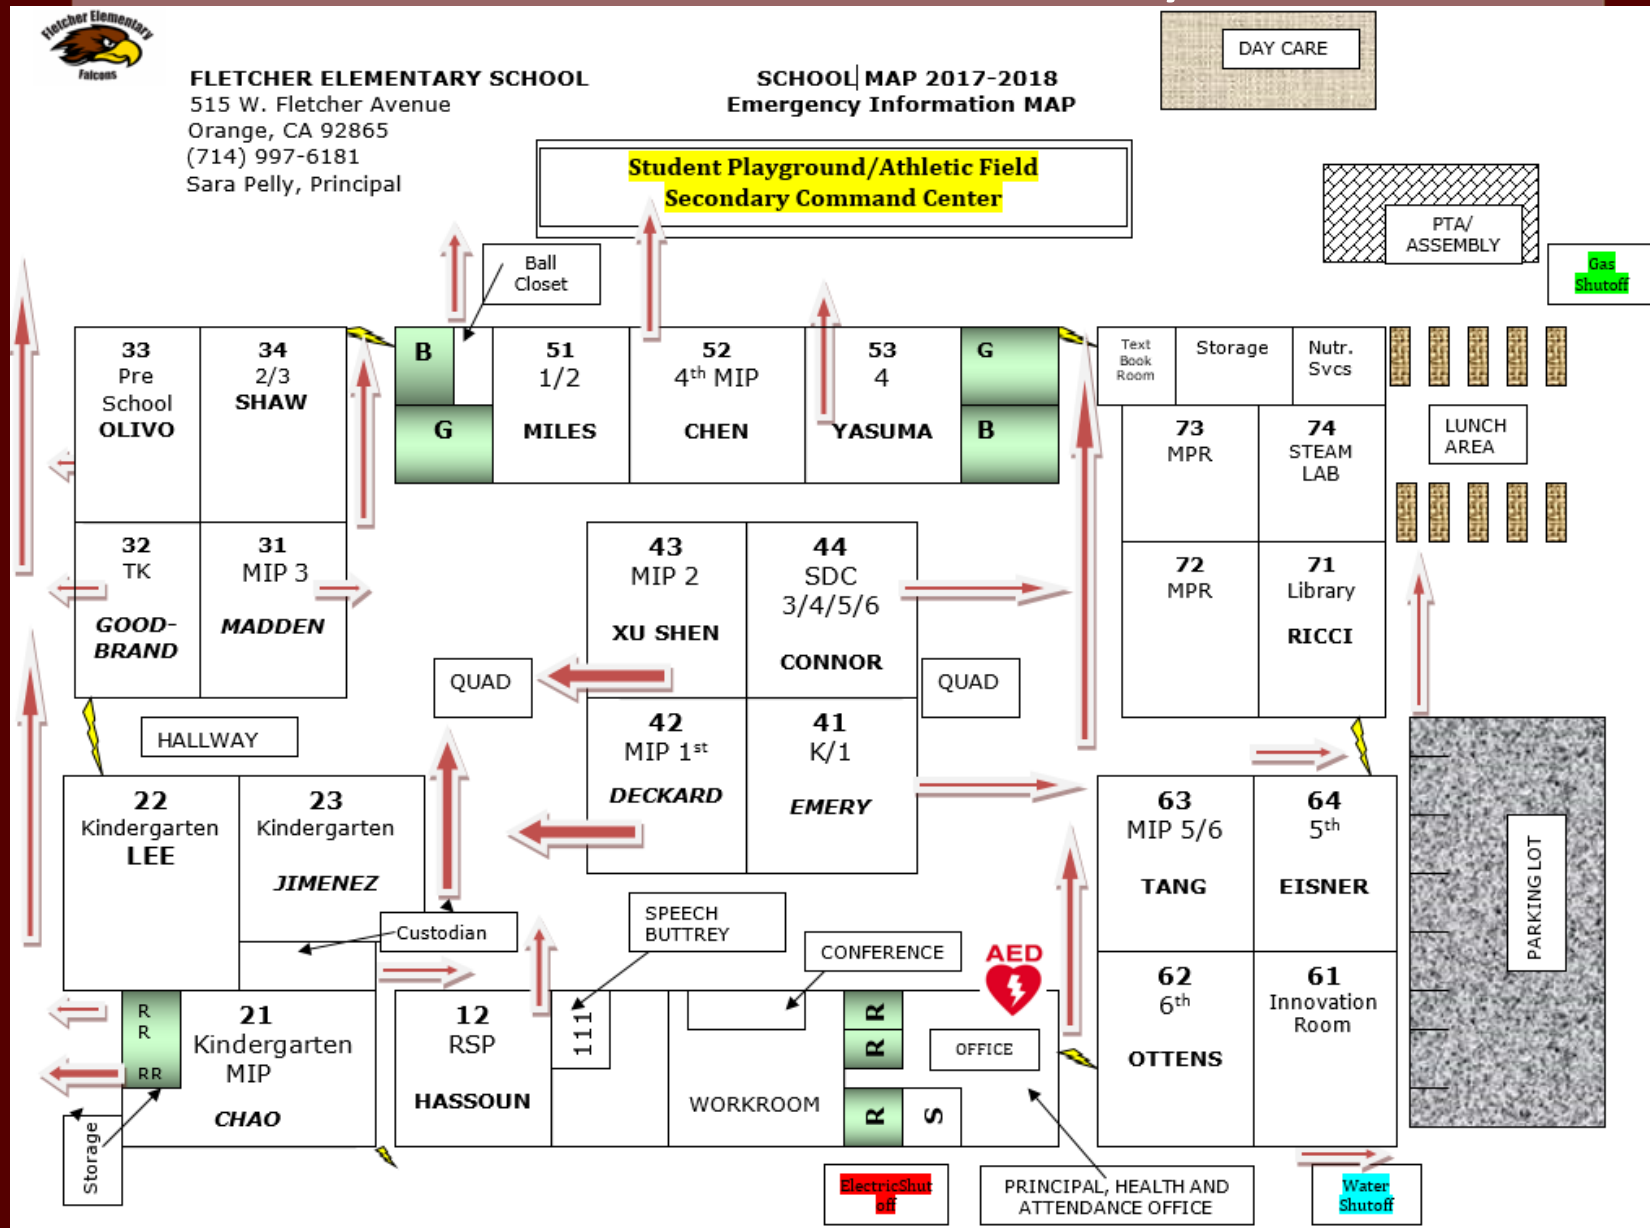 Fletcher Elementary
Falcons
FLETCHER ELEMENTARY SCHOOL
515 W. Fletcher Avenue
Orange, CA 92865
(714) 997-6181
Sara Pelly, Principal
SCHOOL MAP 2017-2018
Emergency Information MAP
DAY CARE
Student Playground/Athletic Field
Secondary Command Center
PTA/
ASSEMBLY
Gas
Shutoff
Ball
Closet
33
Pre
School
OLIVO
34
2/3
SHAW
B
G
51
1/2
MILES
52
4th MIP
CHEN
53
4
YASUMA
G
B
Text
Book
Room
Storage
Nutr.
Svcs
73
MPR
74
STEAM
LAB
LUNCH
AREA
32
TK
GOOD-
BRAND
31
MIP 3
MADDEN
43
MIP 2
XU SHEN
44
SDC
3/4/5/6
CONNOR
72
MPR
71
Library
RICCI
QUAD
QUAD
HALLWAY
42
MIP 1st
DECKARD
41
K/1
EMERY
22
Kindergarten
LEE
23
Kindergarten
JIMENEZ
63
MIP 5/6
TANG
64
5th
EISNER
PARKING LOT
Custodian
SPEECH
BUTTREY
CONFERENCE
AED
R
R
RR
21
Kindergarten
MIP
CHAO
12
RSP
HASSOUN
111
WORKROOM
R
R
R
S
OFFICE
62
6th
OTTENS
61
Innovation
Room
Storage
ElectricShut
off
PRINCIPAL, HEALTH AND
ATTENDANCE OFFICE
Water
Shutoff